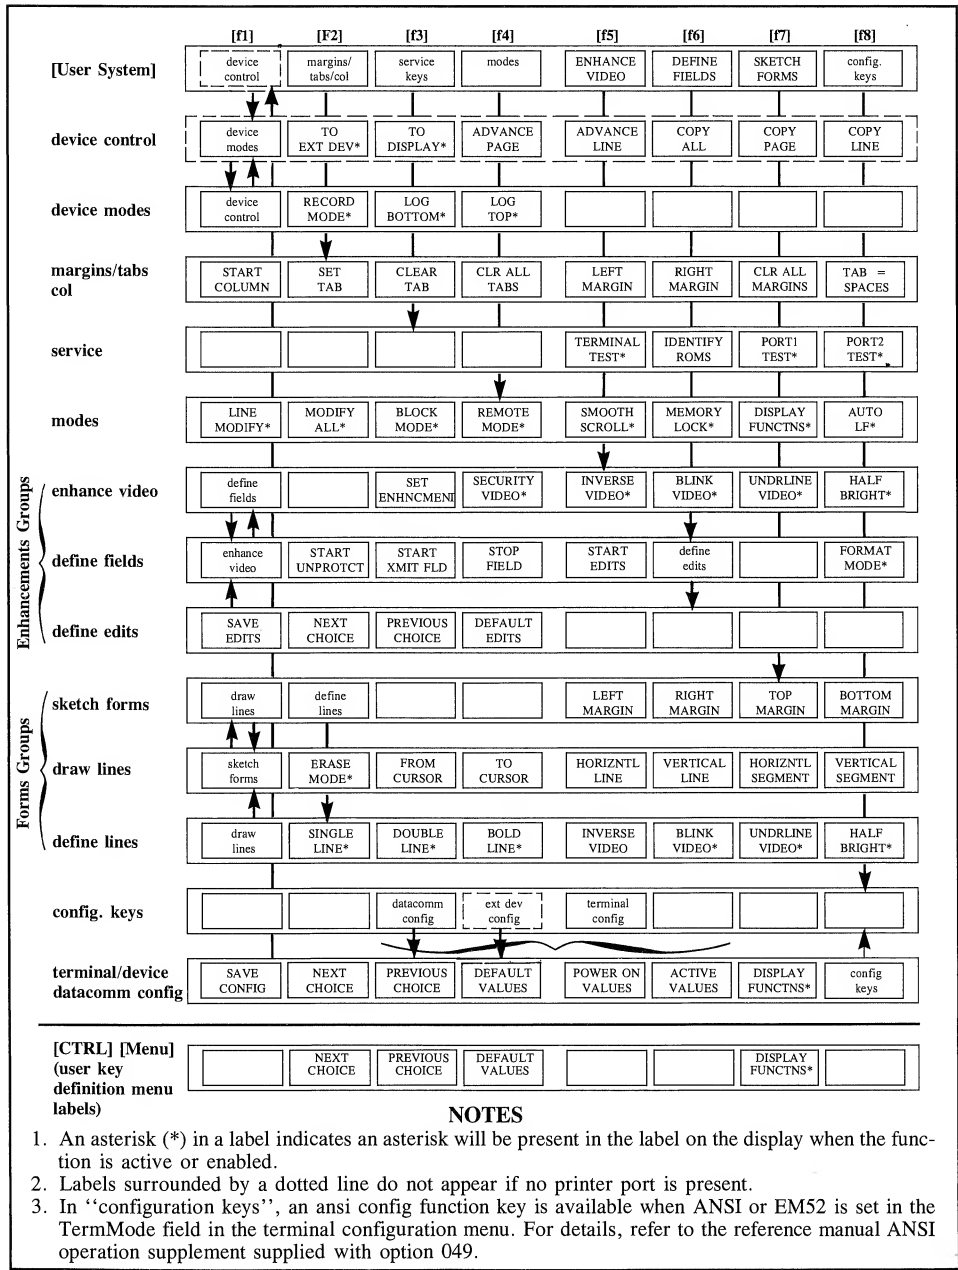 [f1] [F2] [f3] [f4] [f5] [f6] [f7] [f8]
[User System]
device control
margins/ tabs/col
service keys
modes
ENHANCE VIDEO
DEFINE FIELDS
SKETCH FORMS
config. keys
device control
device modes
TO EXT DEV*
TO DISPLAY*
ADVANCE PAGE
ADVANCE LINE
COPY ALL
COPY PAGE
COPY LINE
device modes
device control
RECORD MODE*
LOG BOTTOM*
LOG TOP*
margins/tabs col
START COLUMN
SET TAB
CLEAR TAB
CLR ALL TABS
LEFT MARGIN
RIGHT MARGIN
CLR ALL MARGINS
TAB = SPACES
service
TERMINAL TEST*
IDENTIFY ROMS
PORT1 TEST*
PORT2 TEST*
modes
LINE MODIFY*
MODIFY ALL*
BLOCK MODE*
REMOTE MODE*
SMOOTH SCROLL*
MEMORY LOCK*
DISPLAY FUNCTNS*
AUTO LF*
Enhancements Groups
enhance video
define fields
SET ENHNCMENT
SECURITY VIDEO*
INVERSE VIDEO*
BLINK VIDEO*
UNDRLINE VIDEO*
HALF BRIGHT*
define fields
enhance video
START UNPROTCT
START XMIT FLD
STOP FIELD
START EDITS
define edits
FORMAT MODE*
define edits
SAVE EDITS
NEXT CHOICE
PREVIOUS CHOICE
DEFAULT EDITS
Forms Groups
sketch forms
draw lines
define lines
LEFT MARGIN
RIGHT MARGIN
TOP MARGIN
BOTTOM MARGIN
draw lines
sketch forms
ERASE MODE*
FROM CURSOR
TO CURSOR
HORIZNTL LINE
VERTICAL LINE
HORIZNTL SEGMENT
VERTICAL SEGMENT
define lines
draw lines
SINGLE LINE*
DOUBLE LINE*
BOLD LINE*
INVERSE VIDEO
BLINK VIDEO*
UNDRLINE VIDEO*
HALF BRIGHT*
config. keys
datacomm config
ext dev config
terminal config
terminal/device datacomm config
SAVE CONFIG
NEXT CHOICE
PREVIOUS CHOICE
DEFAULT VALUES
POWER ON VALUES
ACTIVE VALUES
DISPLAY FUNCTNS*
config keys
[CTRL] [Menu]
(user key
definition menu
labels)
NEXT CHOICE
PREVIOUS CHOICE
DEFAULT VALUES
DISPLAY FUNCTNS*
NOTES
1. An asterisk (*) in a label indicates an asterisk will be present in the label on the display when the func-
tion is active or enabled.
2. Labels surrounded by a dotted line do not appear if no printer port is present.
3. In ‘‘configuration keys’’, an ansi config function key is available when ANSI or EM52 is set in the
TermMode field in the terminal configuration menu. For details, refer to the reference manual ANSI
operation supplement supplied with option 049.